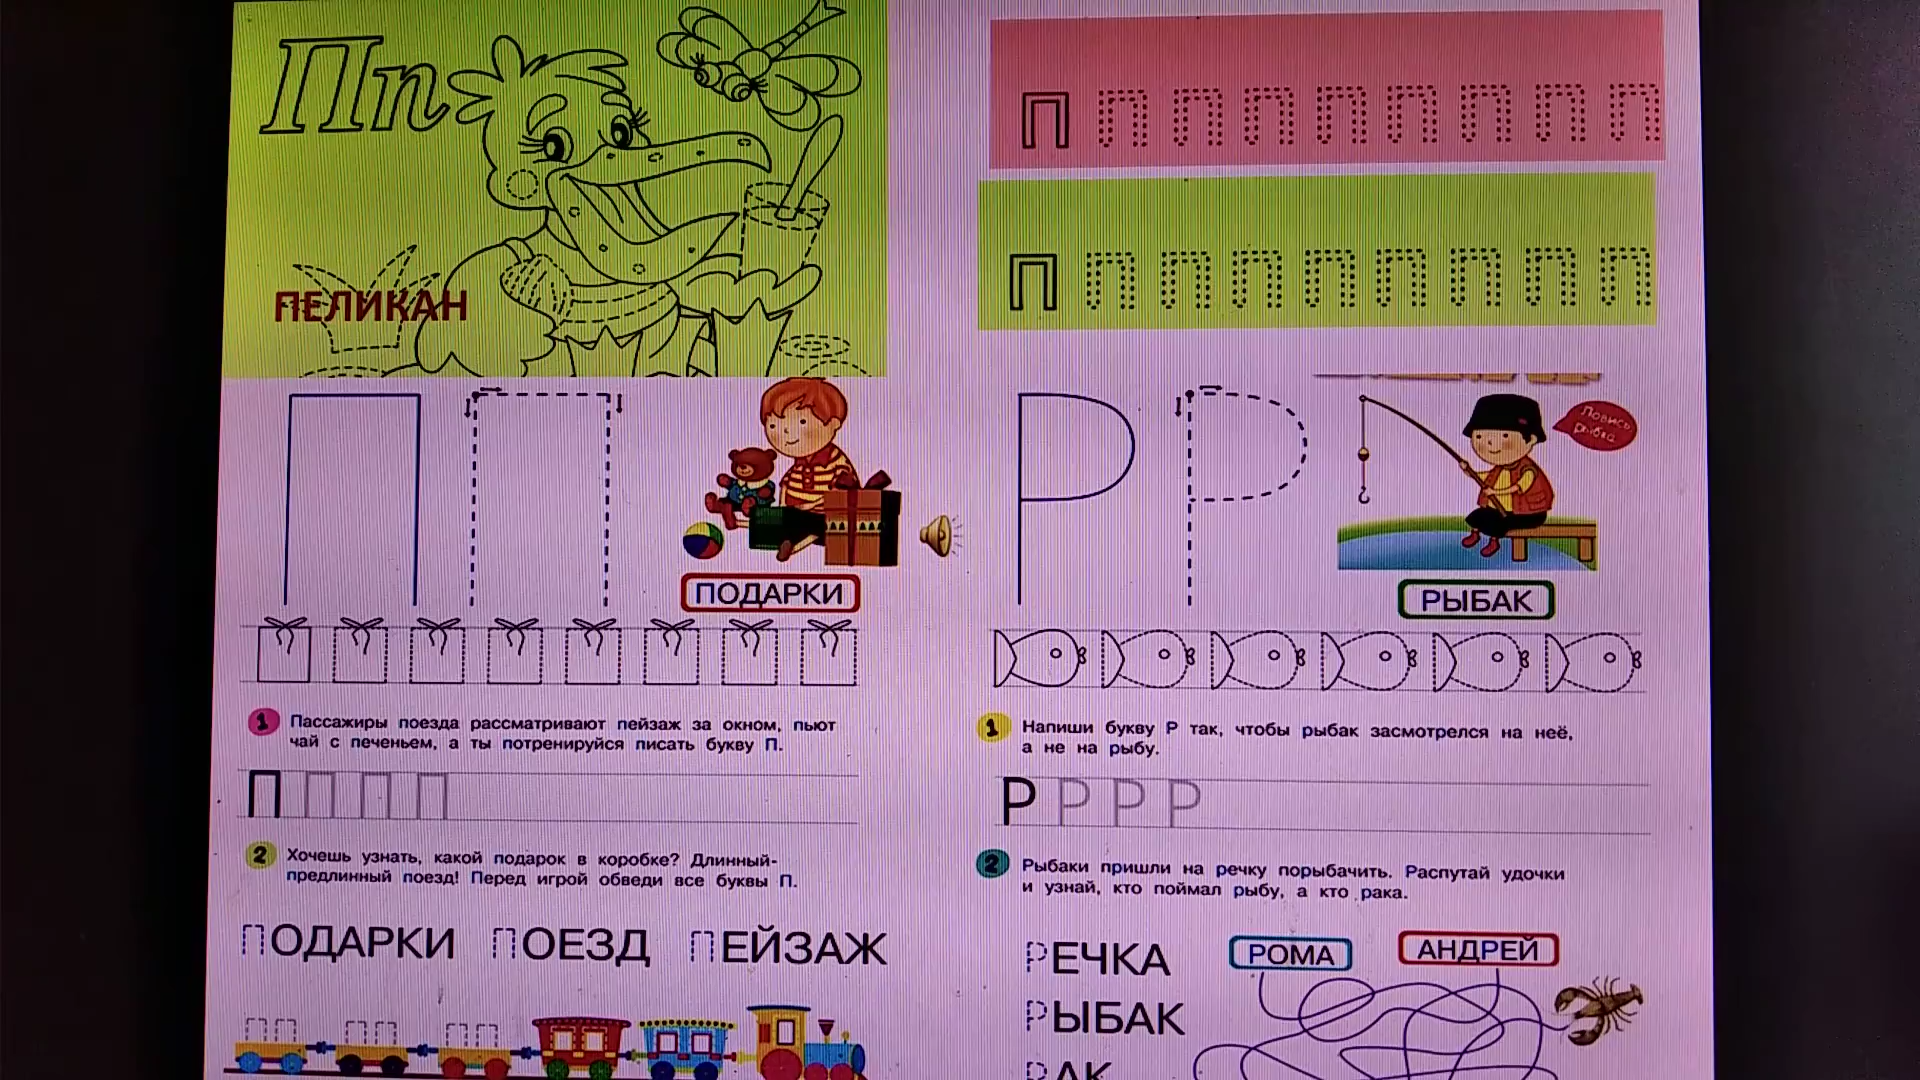 Пп
ПЕЛИКАН
П П П П П П П П П
П П П П П П П П П
П П
ПОДАРКИ
1 Пассажиры поезда рассматривают пейзаж за окном, пьют
чай с печеньем, а ты потренируйся писать букву П.
П П П П
2 Хочешь узнать, какой подарок в коробке? Длинный-
предлинный поезд! Перед игрой обведи все буквы П.
ПОДАРКИ ПОЕЗД ПЕЙЗАЖ
Р Р
Ловись
рыбка
РЫБАК
1 Напиши букву Р так, чтобы рыбак засмотрелся на неё,
а не на рыбу.
Р Р Р Р
2 Рыбаки пришли на речку порыбачить. Распутай удочки
и узнай, кто поймал рыбу, а кто рака.
РЕЧКА
РОМА
АНДРЕЙ
РЫБАК
РАК